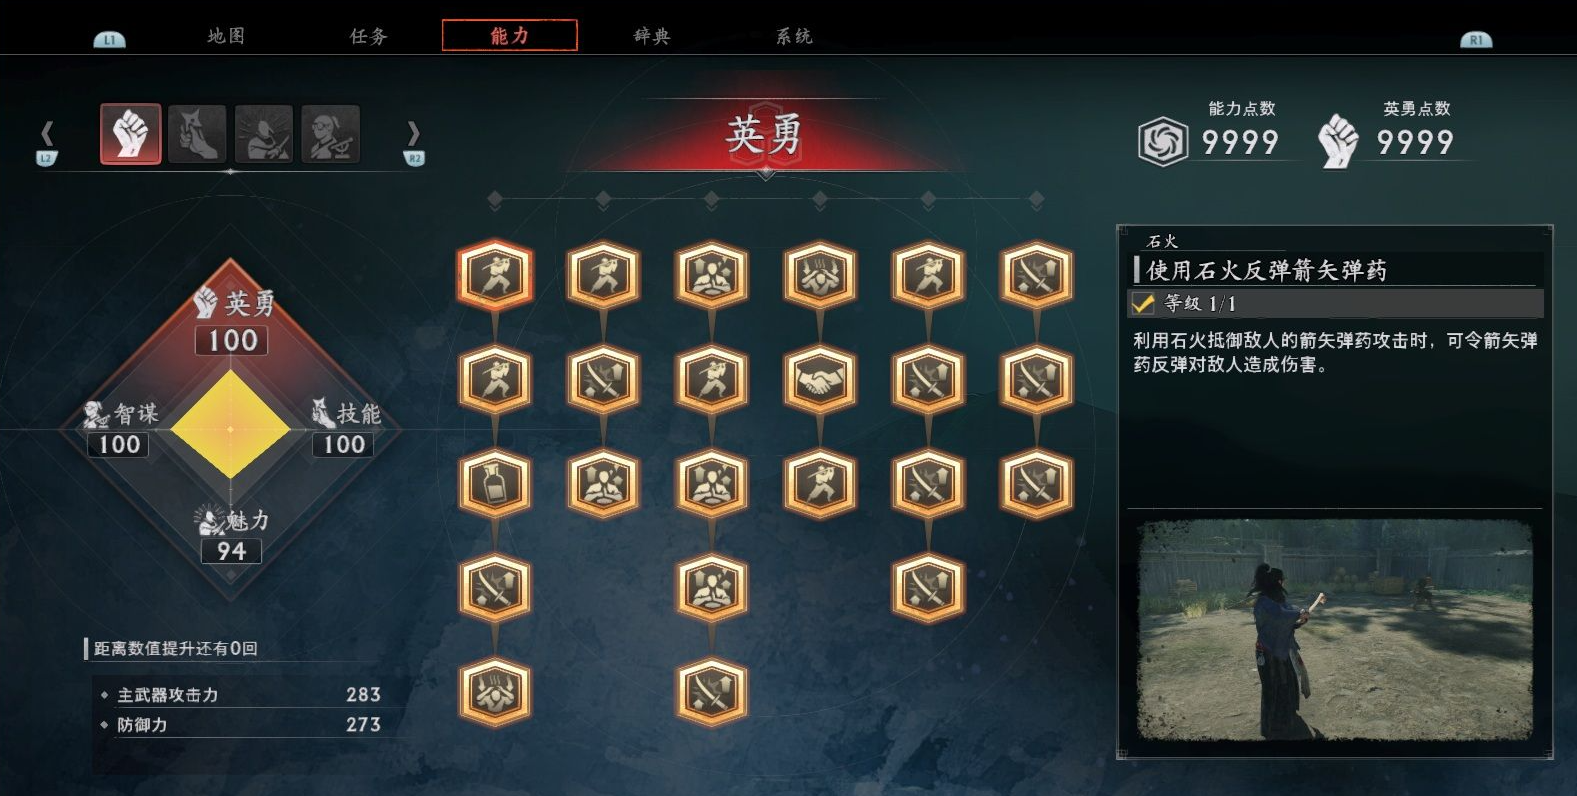 L1
地图
任务
能力
辞典
系统
R1
L2
R2
英勇
能力点数
9999
英勇点数
9999
英勇
100
智谋
100
技能
100
魅力
94
距离数值提升还有0回
主武器攻击力 283
防御力 273
石火
使用石火反弹箭矢弹药
等级 1/1
利用石火抵御敌人的箭矢弹药攻击时，可令箭矢弹
药反弹对敌人造成伤害。